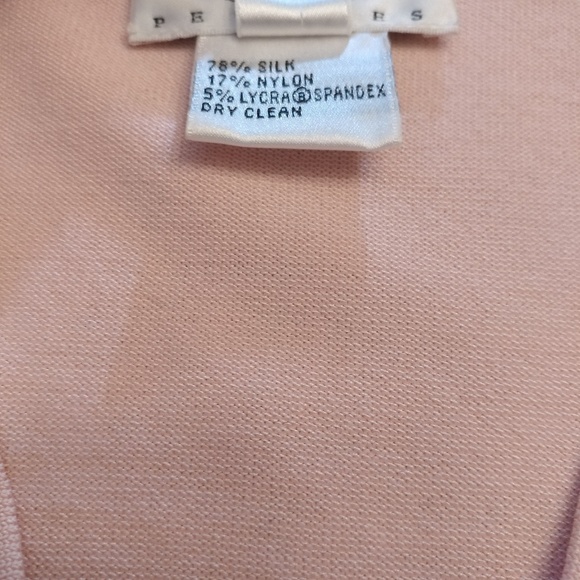 P E R S
78% SILK
17% NYLON
5% LYCRA®SPANDEX
DRY CLEAN